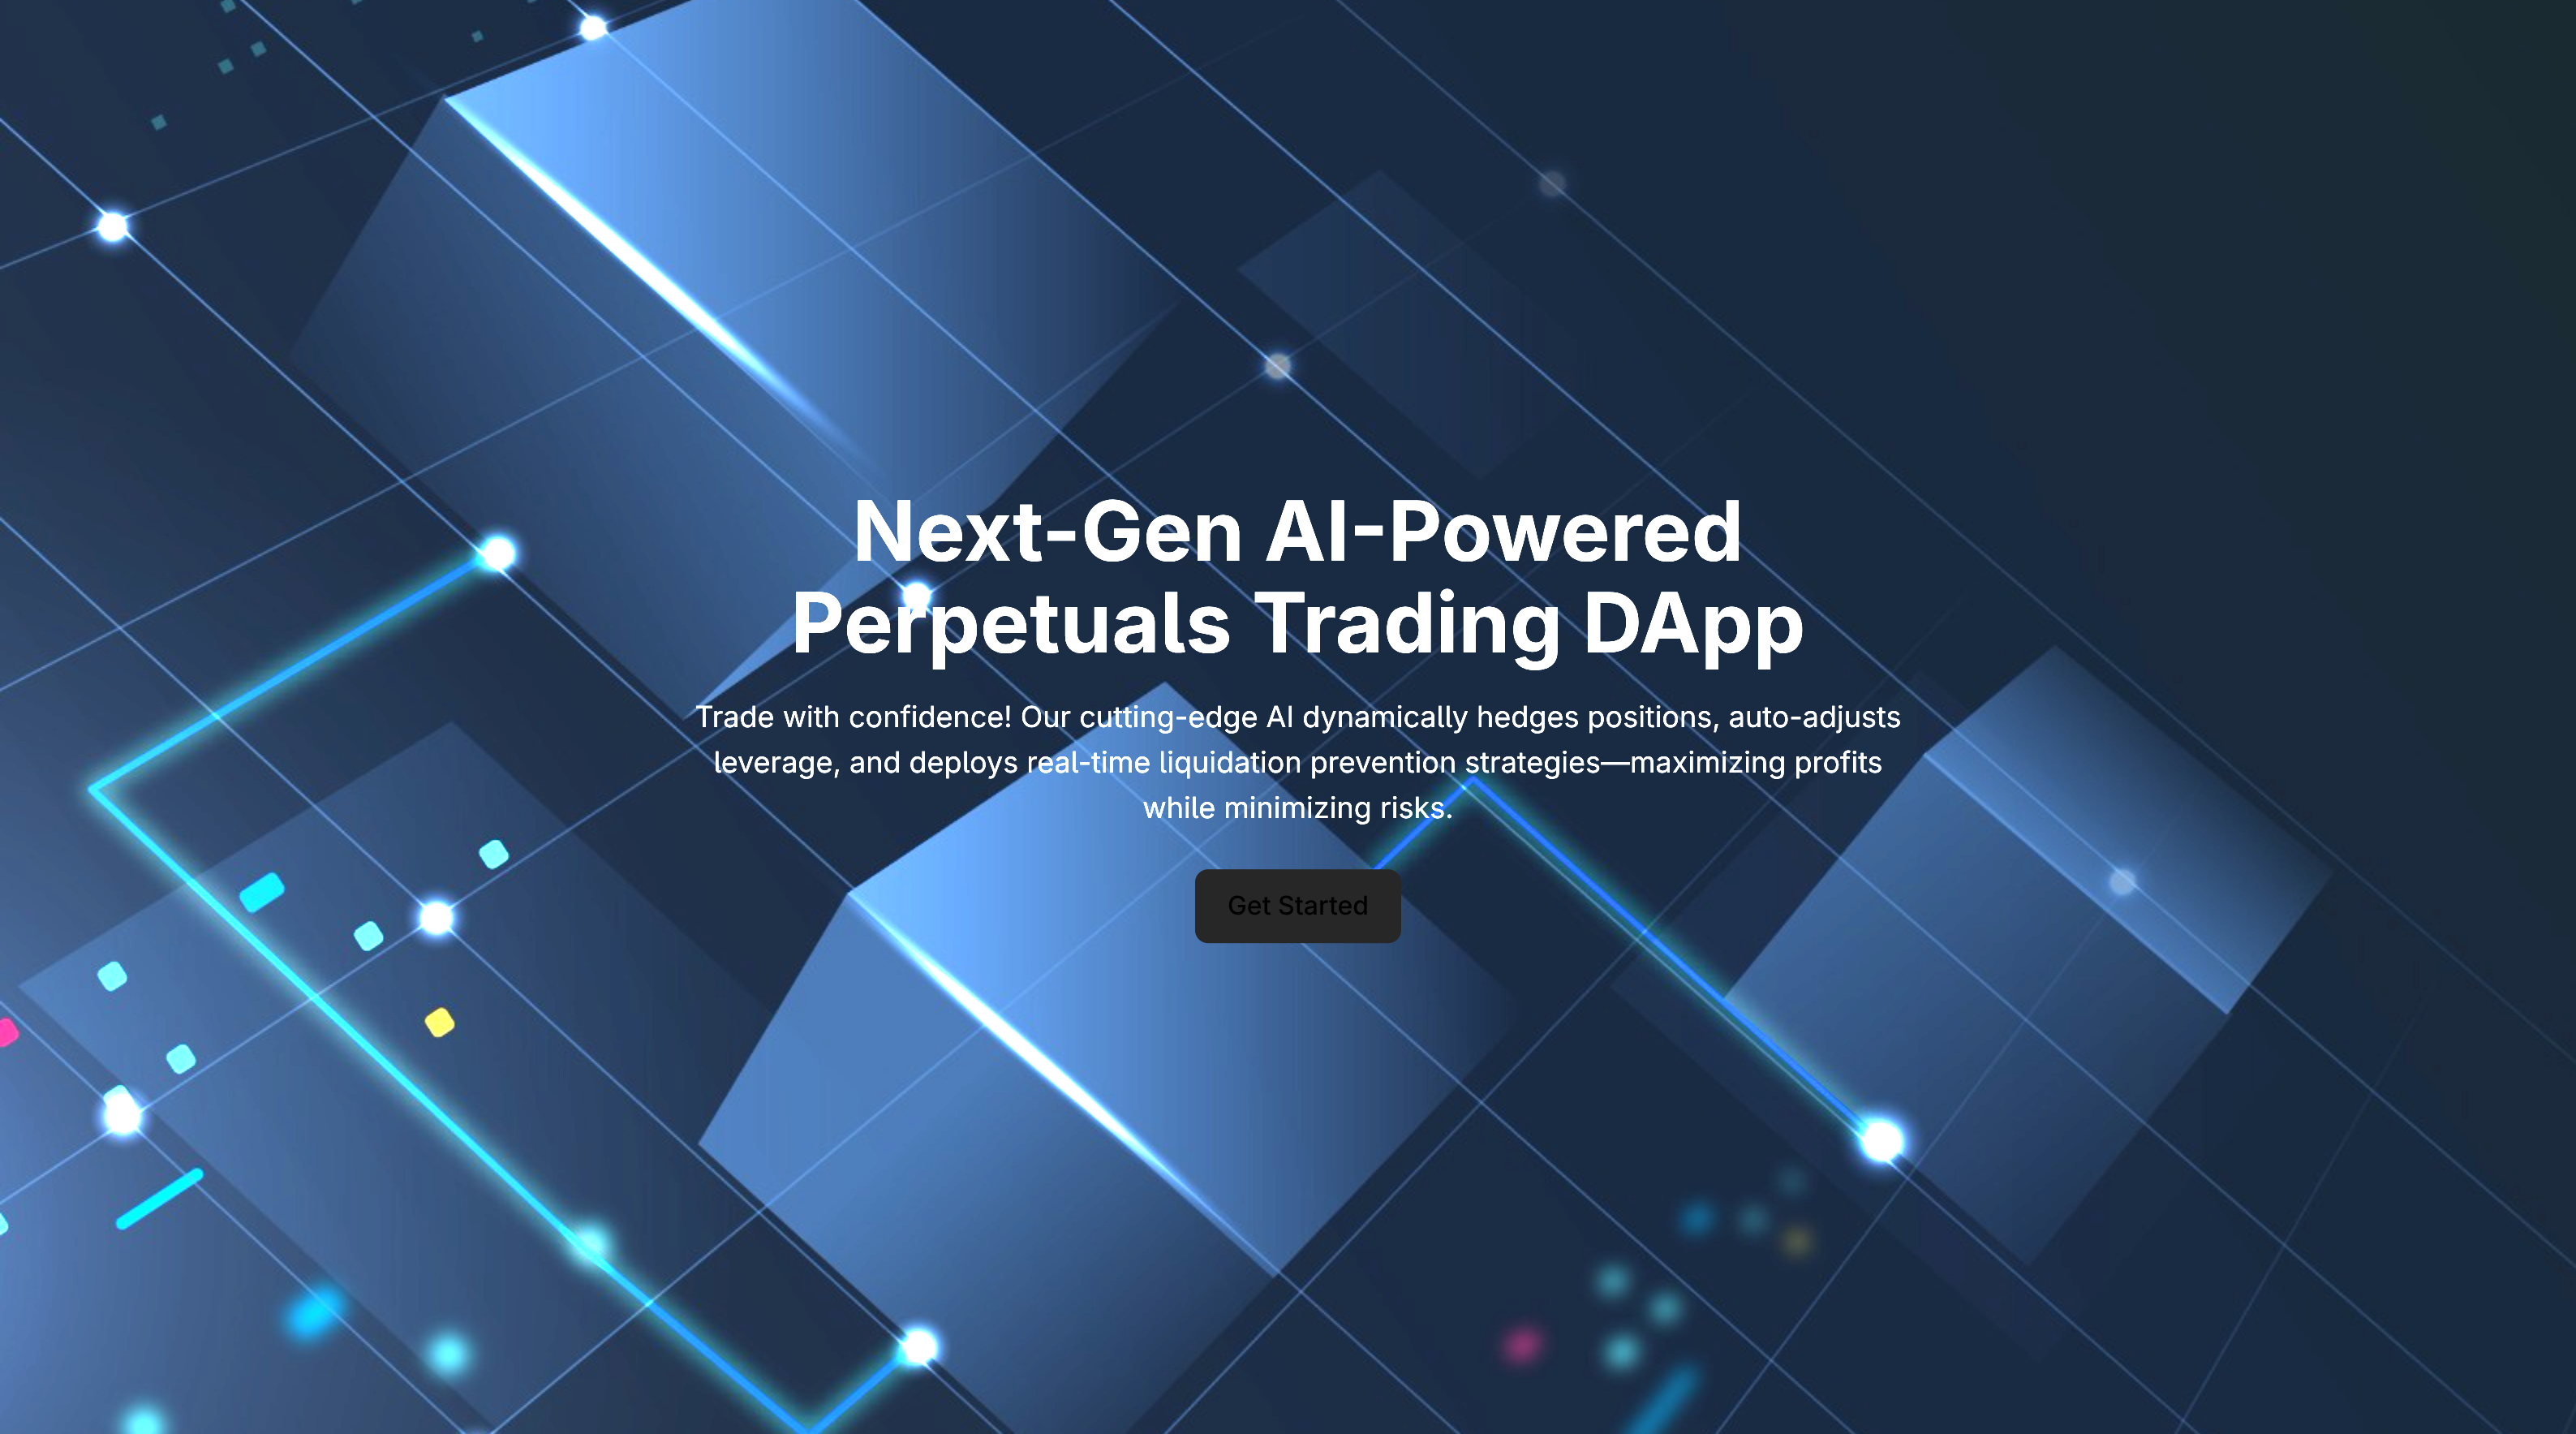 Next-Gen AI-Powered
Perpetuals Trading DApp
Trade with confidence! Our cutting-edge AI dynamically hedges positions, auto-adjusts
leverage, and deploys real-time liquidation prevention strategies—maximizing profits
while minimizing risks.
Get Started